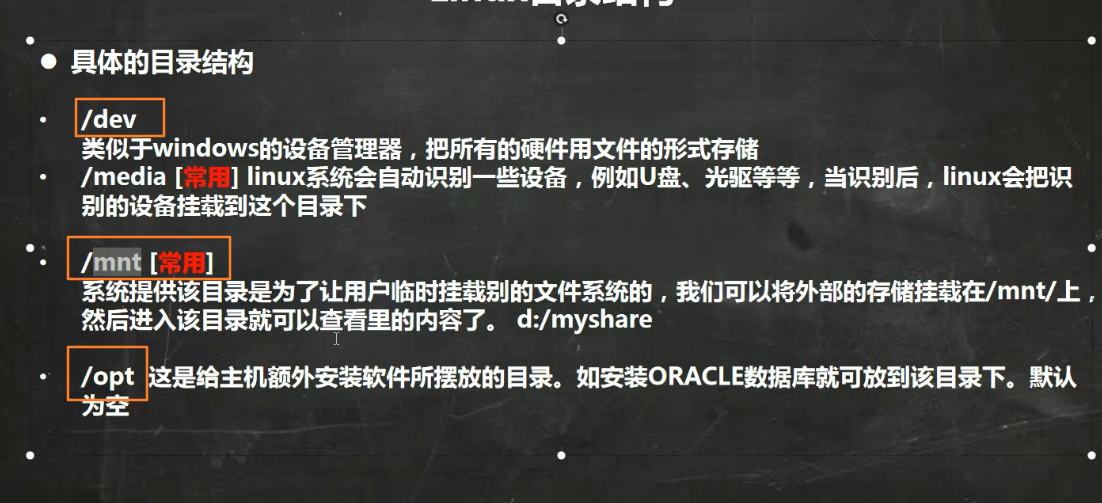 Linux目录结构
● 具体的目录结构
• /dev
类似于windows的设备管理器，把所有的硬件用文件的形式存储
• /media [常用] linux系统会自动识别一些设备，例如U盘、光驱等等，当识别后，linux会把识
别的设备挂载到这个目录下
• /mnt [常用]
系统提供该目录是为了让用户临时挂载别的文件系统的，我们可以将外部的存储挂载在/mnt/上，
然后进入该目录就可以查看里的内容了。 d:/myshare
• /opt 这是给主机额外安装软件所摆放的目录。如安装ORACLE数据库就可放到该目录下。默认
为空